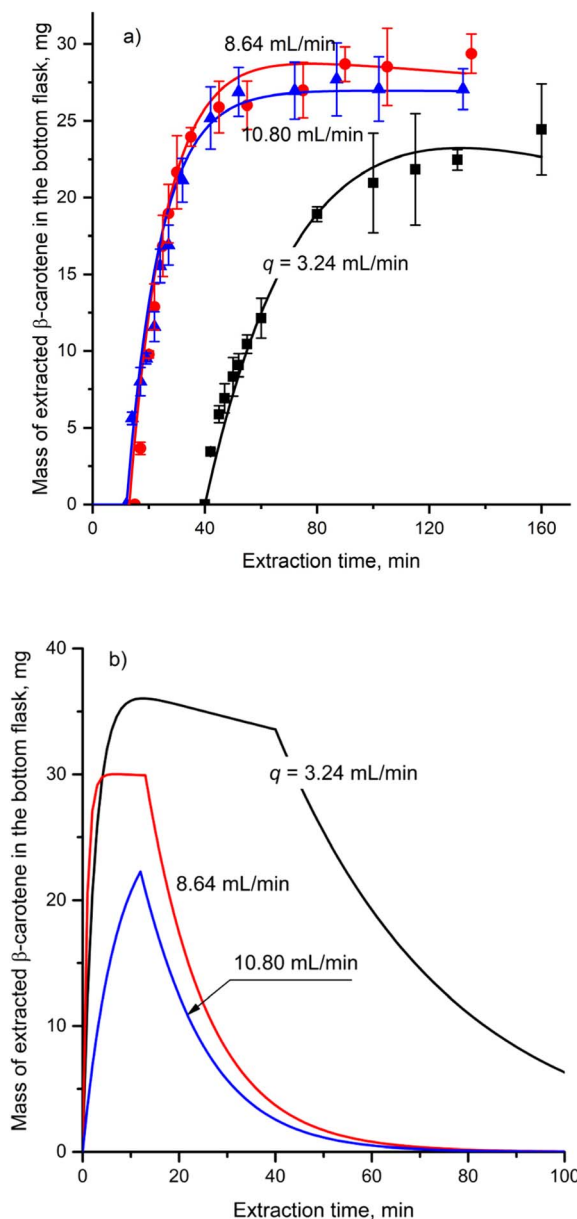 a)
8.64 mL/min
10.80 mL/min
q = 3.24 mL/min
Mass of extracted β-carotene in the bottom flask, mg
30
25
20
15
10
5
0
0 40 80 120 160
Extraction time, min
b)
q = 3.24 mL/min
8.64 mL/min
10.80 mL/min
Mass of extracted β-carotene in the bottom flask, mg
40
30
20
10
0
0 20 40 60 80 100
Extraction time, min